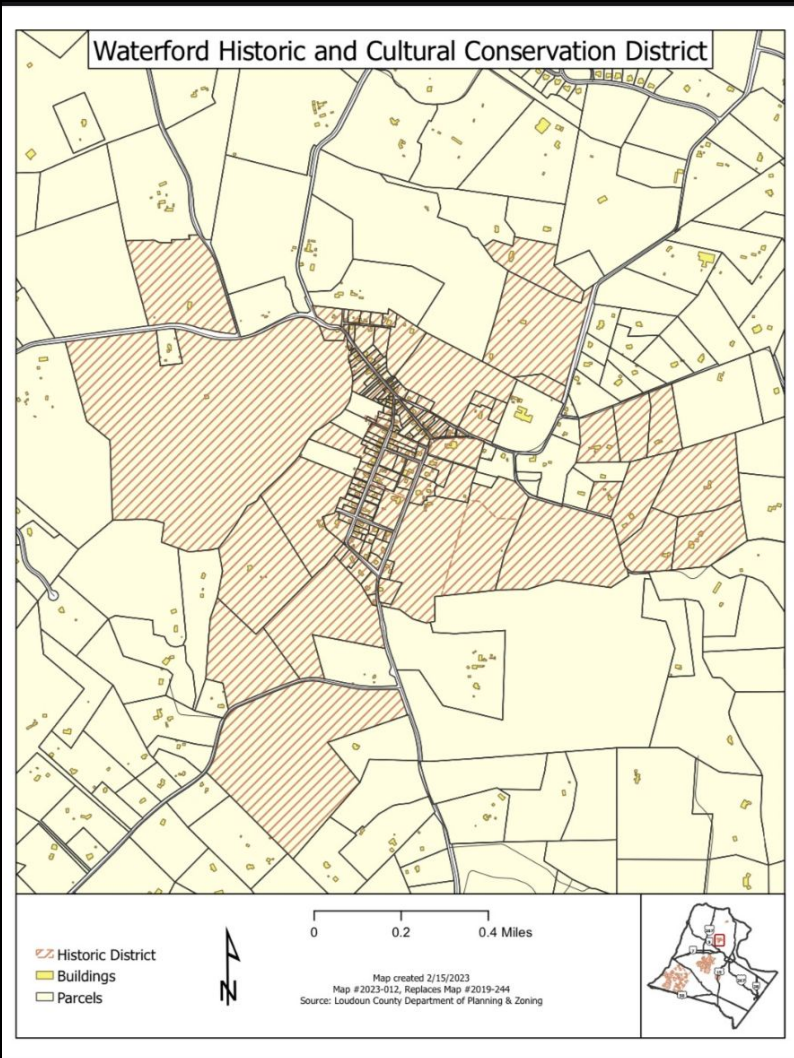 Waterford Historic and Cultural Conservation District
Historic District
Buildings
Parcels
N
0 0.2 0.4 Miles
Map created 2/15/2023
Map #2023-012, Replaces Map #2019-244
Source: Loudoun County Department of Planning & Zoning